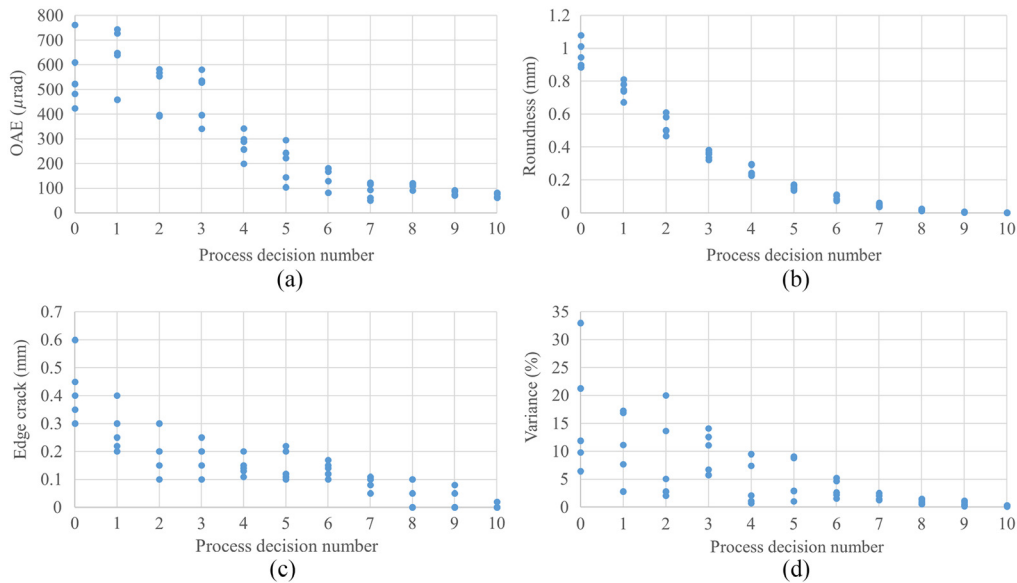 800
700
600
500
400
300
200
100
0
OAE (μrad)
0 1 2 3 4 5 6 7 8 9 10
Process decision number
(a)
1.2
1
0.8
0.6
0.4
0.2
0
Roundness (mm)
0 1 2 3 4 5 6 7 8 9 10
Process decision number
(b)
0.7
0.6
0.5
0.4
0.3
0.2
0.1
0
Edge crack (mm)
0 1 2 3 4 5 6 7 8 9 10
Process decision number
(c)
35
30
25
20
15
10
5
0
Variance (%)
0 1 2 3 4 5 6 7 8 9 10
Process decision number
(d)